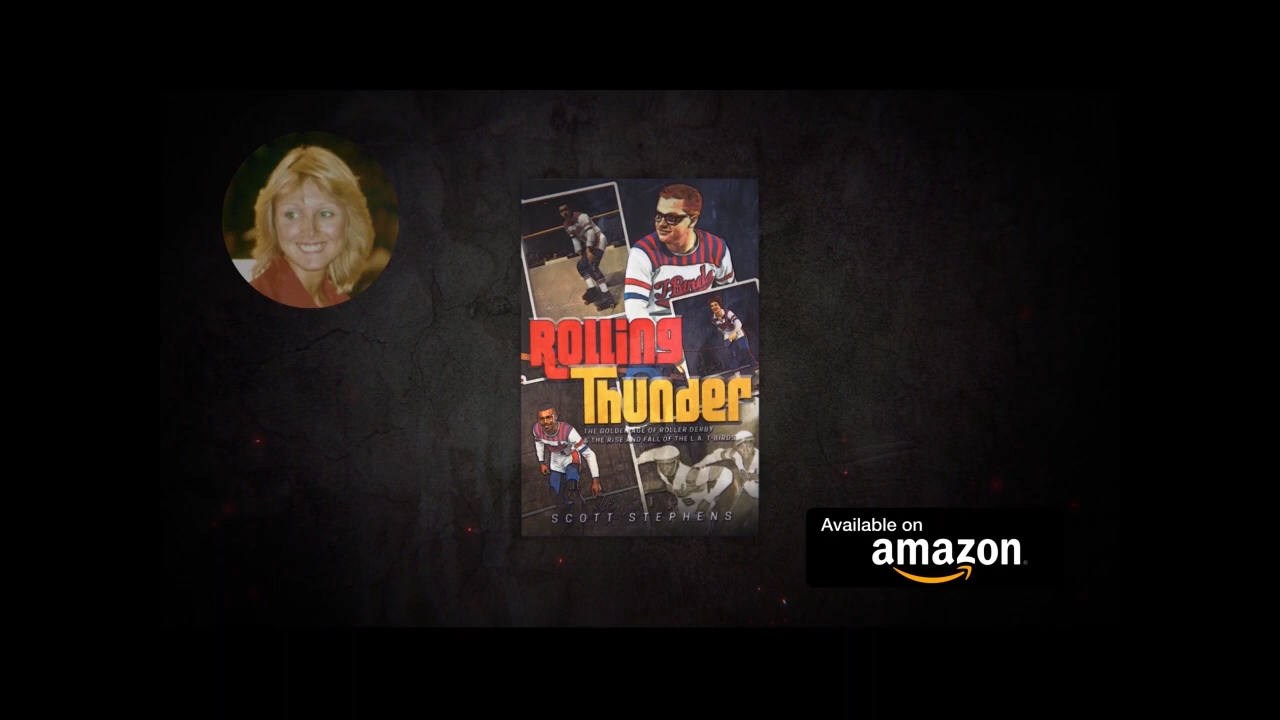 T-Birds
Rolling
Thunder
THE GOLDEN AGE OF ROLLER DERBY
& THE RISE AND FALL OF THE L.A. T-BIRDS
SCOTT STEPHENS
Available on
amazon